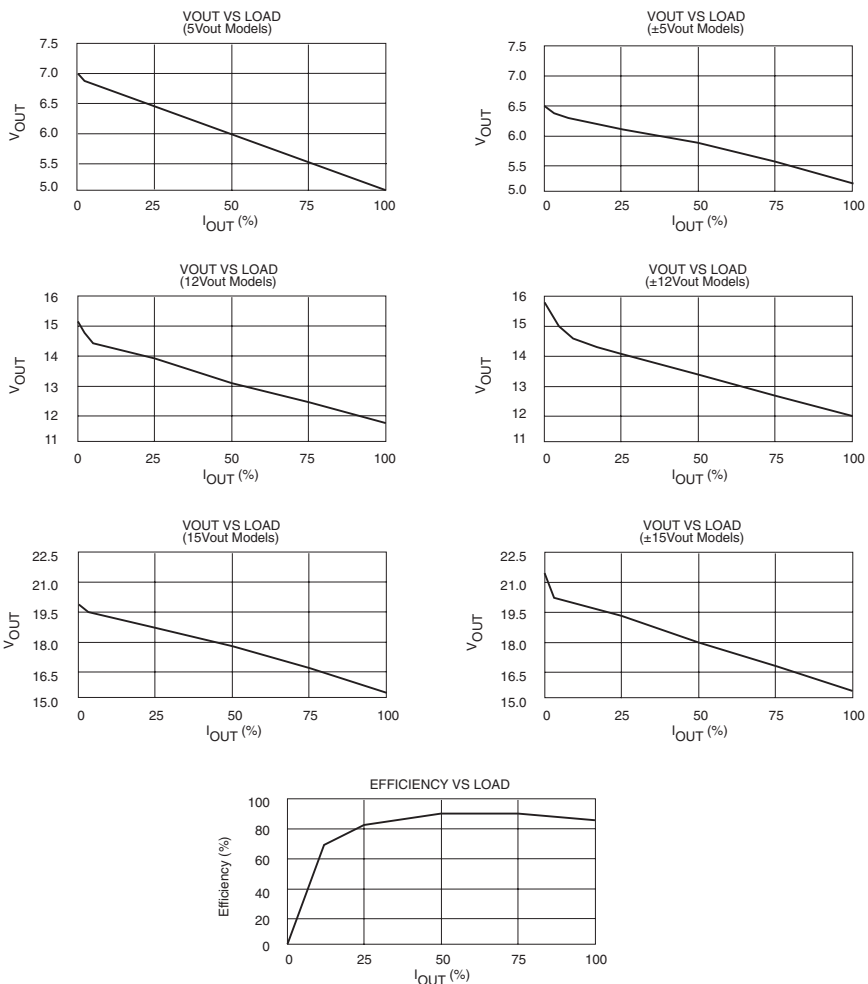 VOUT VS LOAD
(5Vout Models)
7.5
7.0
6.5
6.0
5.5
5.0
VOUT
0 25 50 75 100
IOUT (%)
VOUT VS LOAD
(±5Vout Models)
7.5
7.0
6.5
6.0
5.5
5.0
VOUT
0 25 50 75 100
IOUT (%)
VOUT VS LOAD
(12Vout Models)
16
15
14
13
12
11
VOUT
0 25 50 75 100
IOUT (%)
VOUT VS LOAD
(±12Vout Models)
16
15
14
13
12
11
VOUT
0 25 50 75 100
IOUT (%)
VOUT VS LOAD
(15Vout Models)
22.5
21.0
19.5
18.0
16.5
15.0
VOUT
0 25 50 75 100
IOUT (%)
VOUT VS LOAD
(±15Vout Models)
22.5
21.0
19.5
18.0
16.5
15.0
VOUT
0 25 50 75 100
IOUT (%)
EFFICIENCY VS LOAD
100
80
60
40
20
0
Efficiency (%)
0 25 50 75 100
IOUT (%)